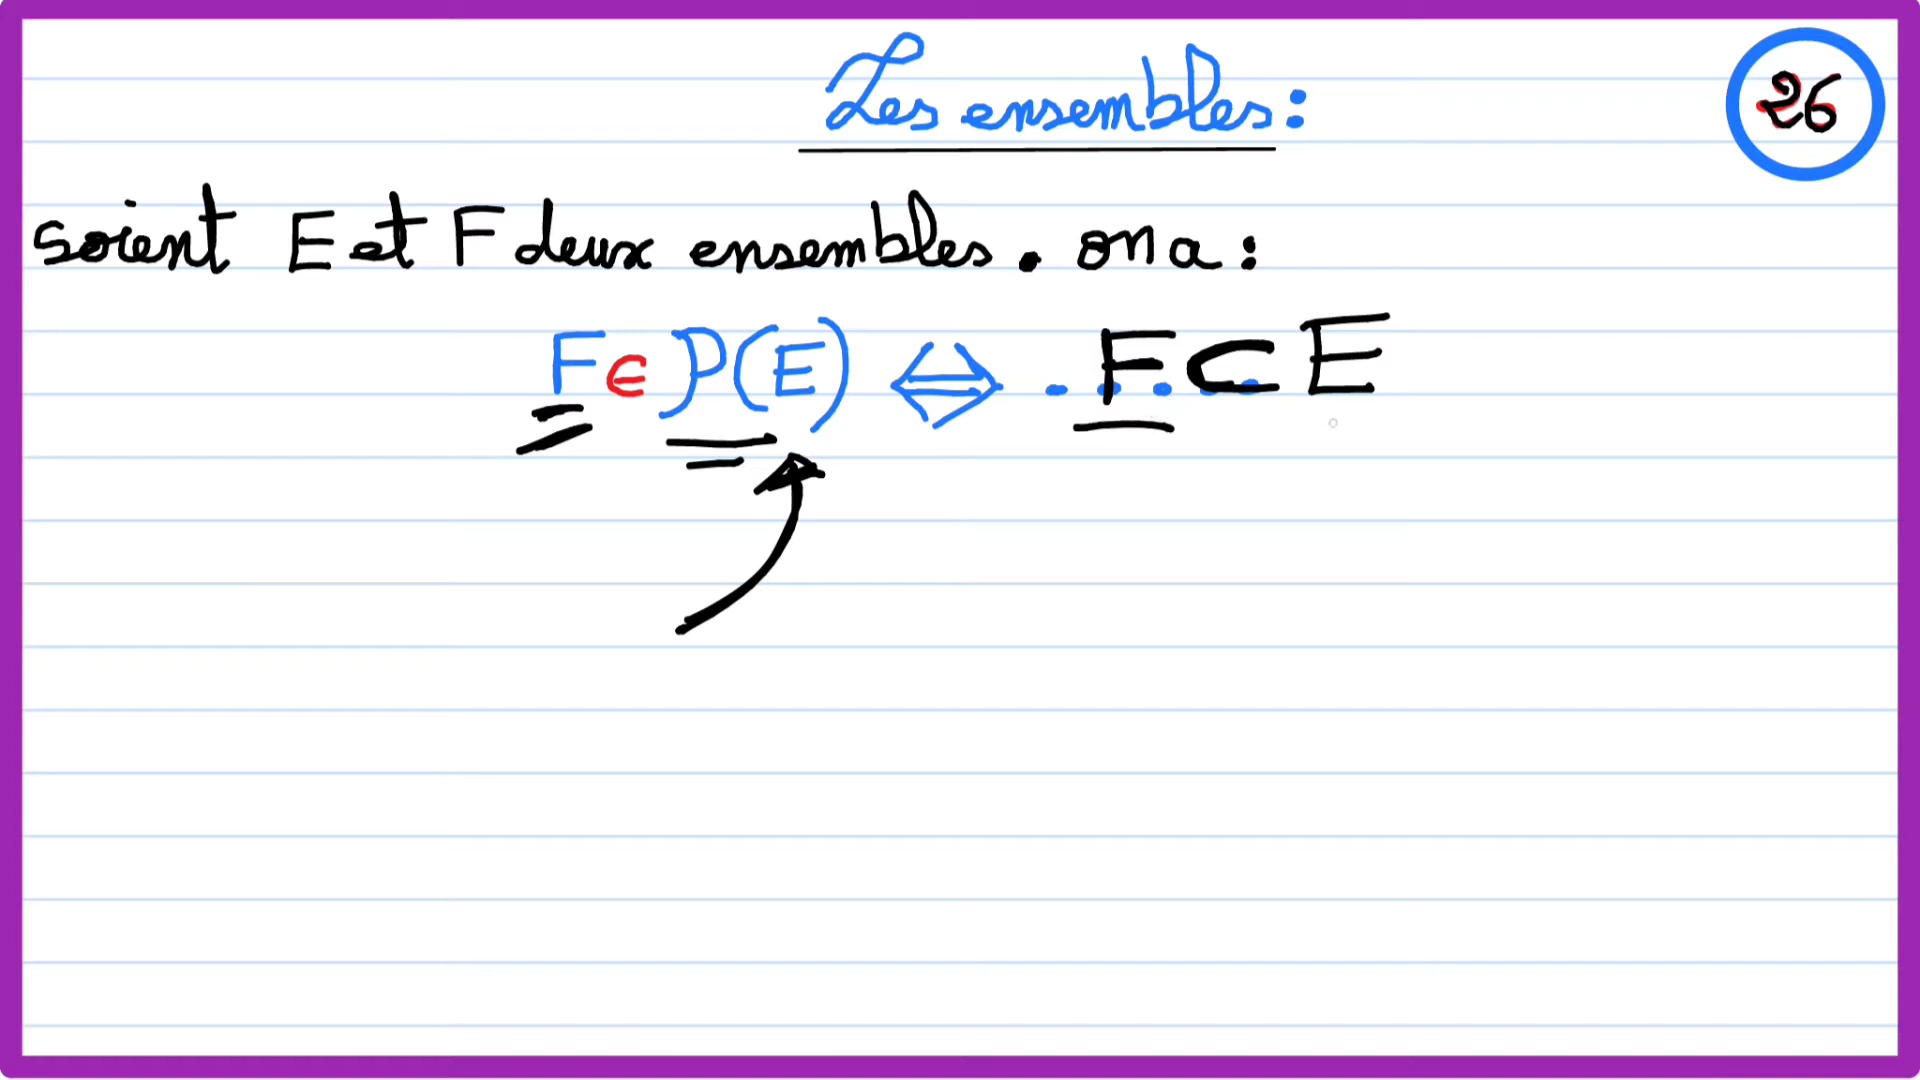 Les ensembles :
26
soient E et F deux ensembles . on a :
F ∈ P(E) ⇔ F ⊂ E